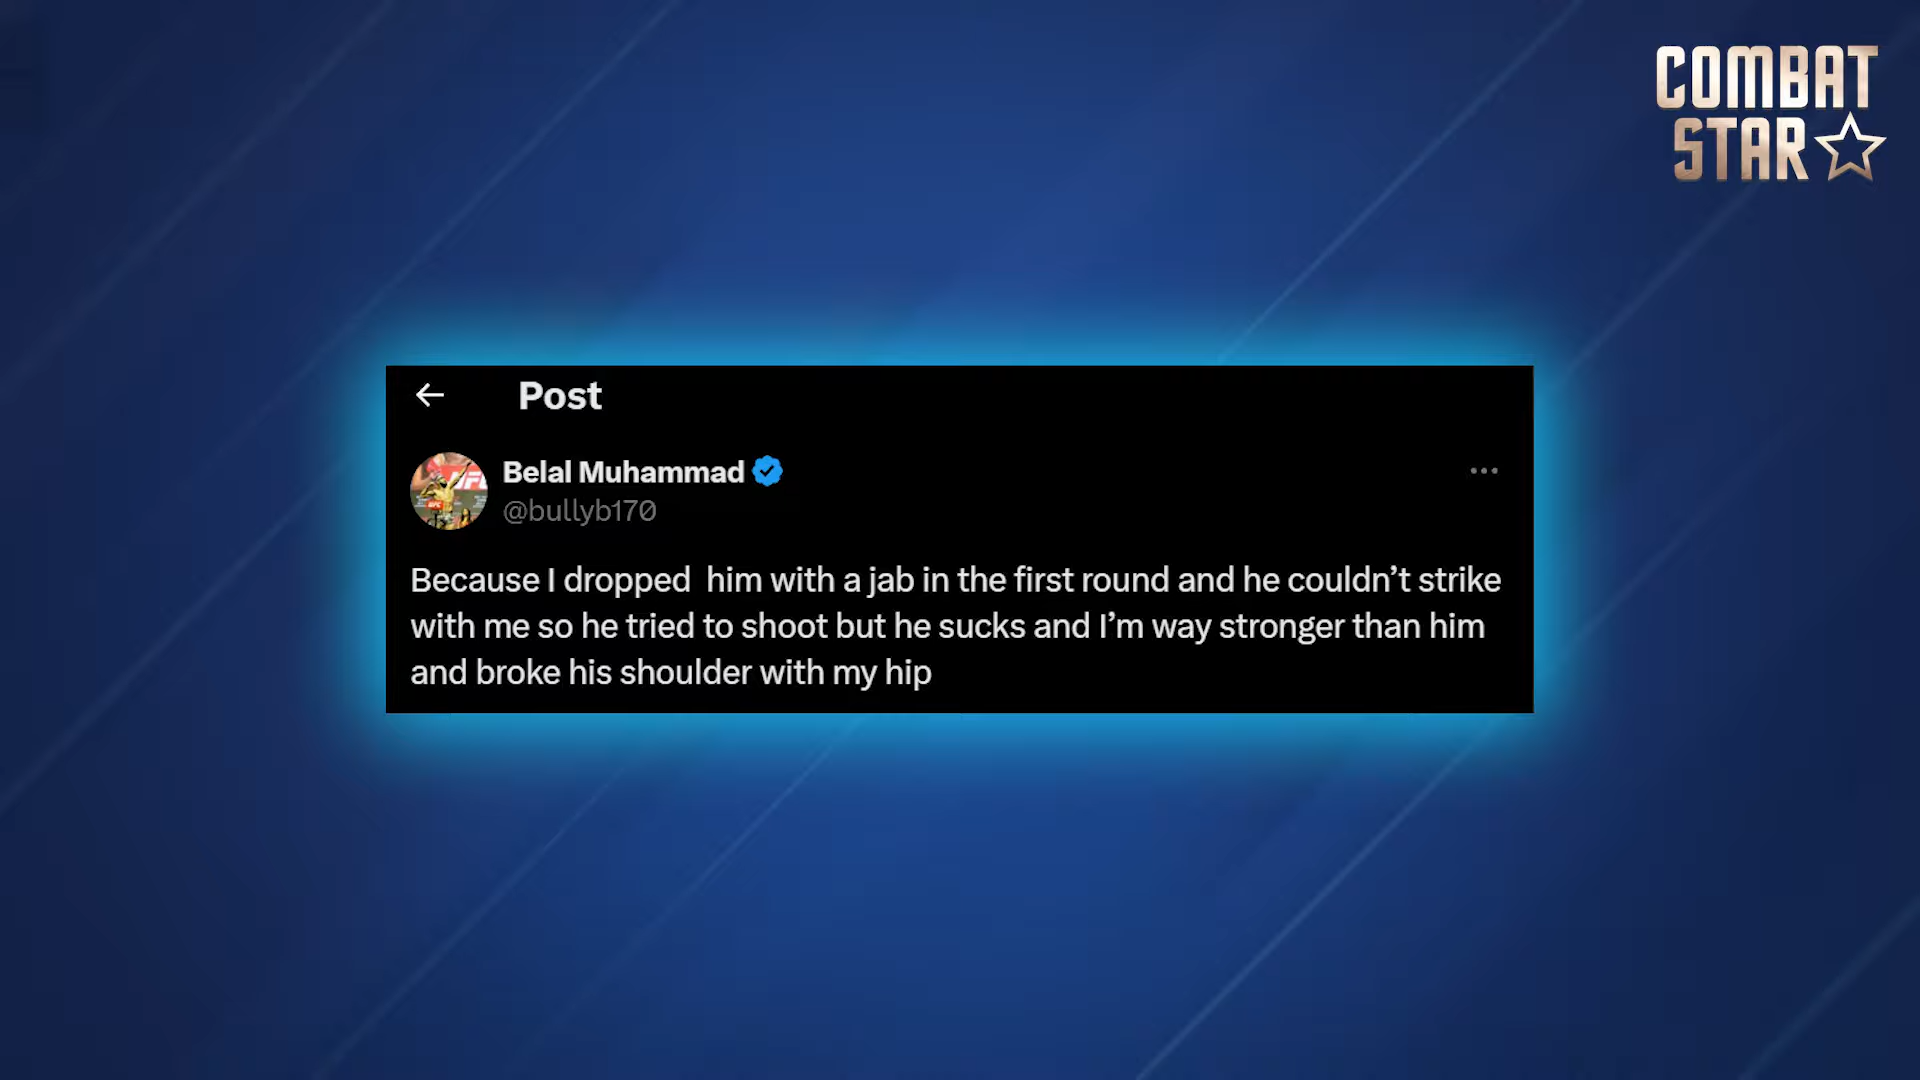 COMBAT
STAR
Post
Belal Muhammad
@bullyb170
Because I dropped  him with a jab in the first round and he couldn’t strike
with me so he tried to shoot but he sucks and I’m way stronger than him
and broke his shoulder with my hip